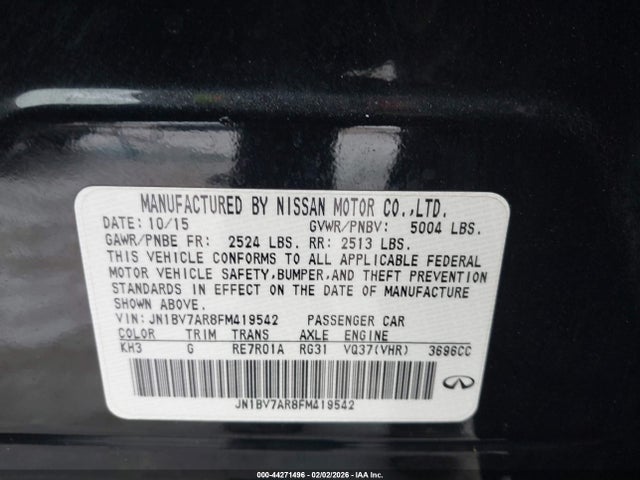 MANUFACTURED BY NISSAN MOTOR CO.,LTD.
DATE: 10/15 GVWR/PNBV: 5004 LBS.
GAWR/PNBE FR: 2524 LBS. RR: 2513 LBS.
THIS VEHICLE CONFORMS TO ALL APPLICABLE FEDERAL
MOTOR VEHICLE SAFETY,BUMPER,AND THEFT PREVENTION
STANDARDS IN EFFECT ON THE DATE OF MANUFACTURE
SHOWN ABOVE.
VIN: JN1BV7AR8FM419542 PASSENGER CAR
COLOR TRIM TRANS AXLE ENGINE
KH3 G RE7R01A RG31 VQ37(VHR) 3696CC
JN1BV7AR8FM419542
000-44271496 - 02/02/2026 - IAA Inc.